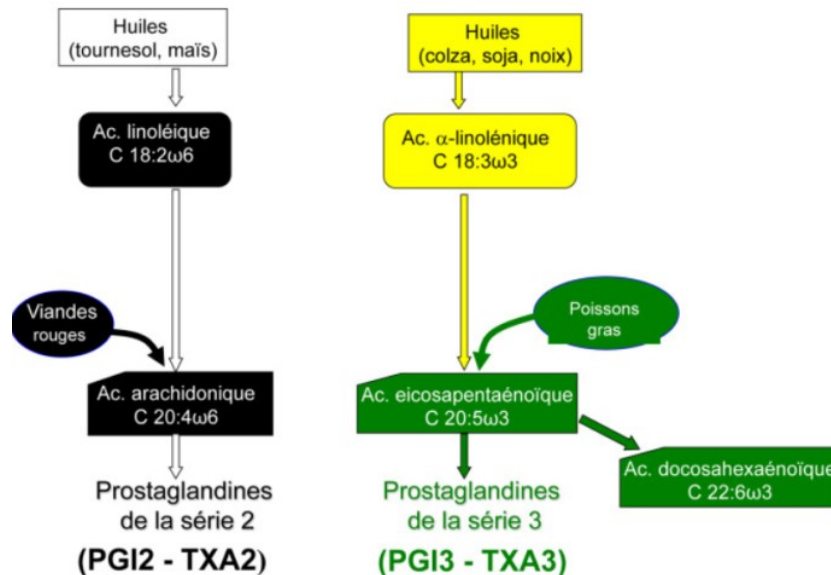 Huiles
(tournesol, maïs)
Ac. linoléique
C 18:2ω6
Viandes
rouges
Ac. arachidonique
C 20:4ω6
Prostaglandines
de la série 2
(PGI2 - TXA2)
Huiles
(colza, soja, noix)
Ac. α-linolénique
C 18:3ω3
Poissons
gras
Ac. eicosapentaénoïque
C 20:5ω3
Ac. docosahexaénoïque
C 22:6ω3
Prostaglandines
de la série 3
(PGI3 - TXA3)